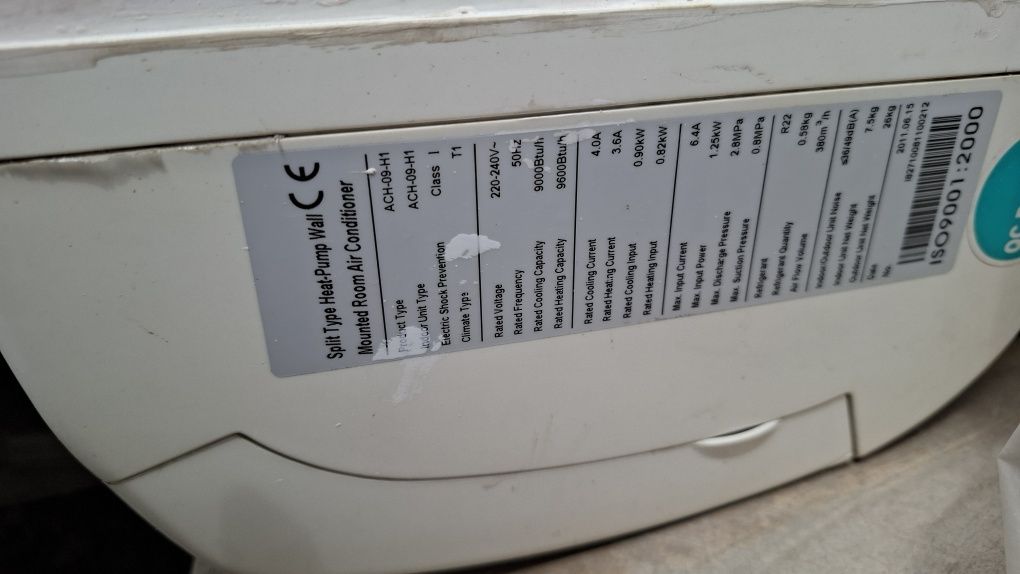 Split Type Heat-Pump Wall
Mounted Room Air Conditioner
CE
Product Type ACH-09-H1
Indoor Unit Type ACH-09-H1
Electric Shock Prevention Class I
Climate Type T1
Rated Voltage 220-240V~
Rated Frequency 50Hz
Rated Cooling Capacity 9000Btu/h
Rated Heating Capacity 9600Btu/h
Rated Cooling Current 4.0A
Rated Heating Current 3.6A
Rated Cooling Input 0.90kW
Rated Heating Input 0.82kW
Max. Input Current 6.4A
Max. Input Power 1.25kW
Max. Discharge Pressure 2.8MPa
Max. Suction Pressure 0.8MPa
Refrigerant R22
Refrigerant Quantity 0.58kg
Air Flow Volume 380m³/h
Indoor/Outdoor Unit Noise ≤36/49dB(A)
Indoor Unit Net Weight 7.5kg
Outdoor Unit Net Weight 26kg
Date 2011.06.15
No. I92710081100212
ISO9001:2000